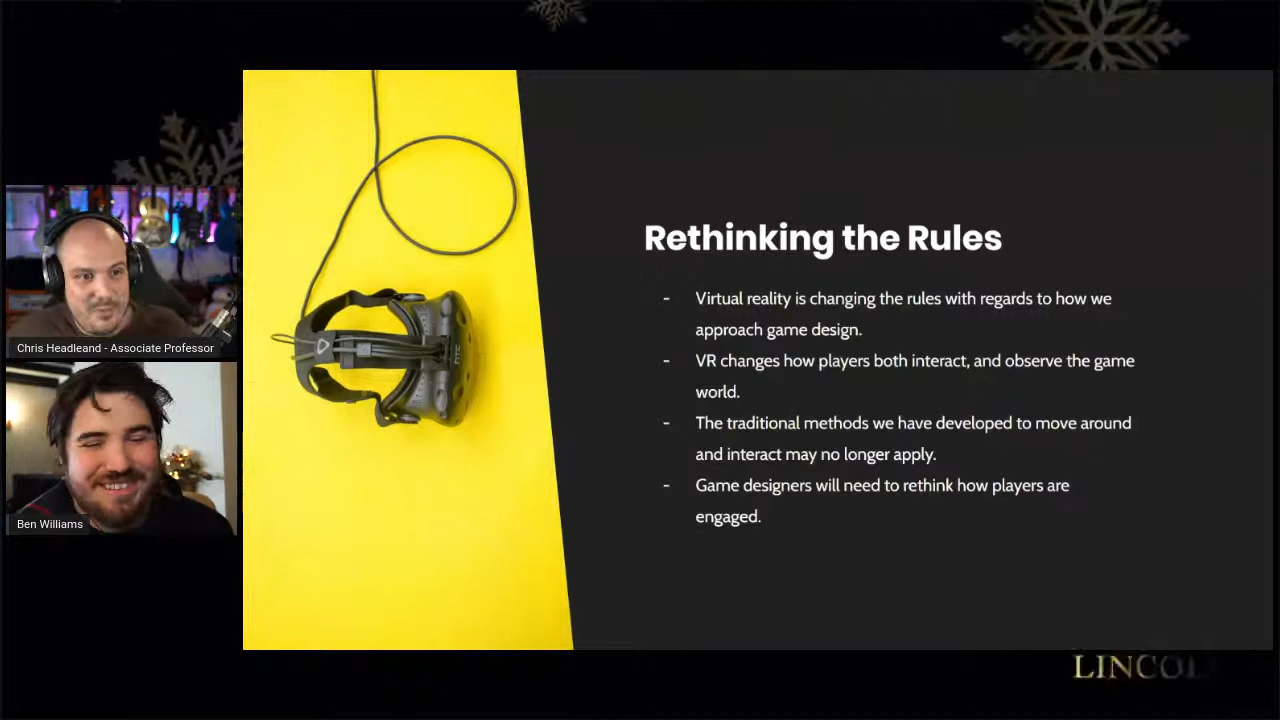 Rethinking the Rules
- Virtual reality is changing the rules with regards to how we
approach game design.
- VR changes how players both interact, and observe the game
world.
- The traditional methods we have developed to move around
and interact may no longer apply.
- Game designers will need to rethink how players are
engaged.
Chris Headleand - Associate Professor
Ben Williams
hTC
LINCOL